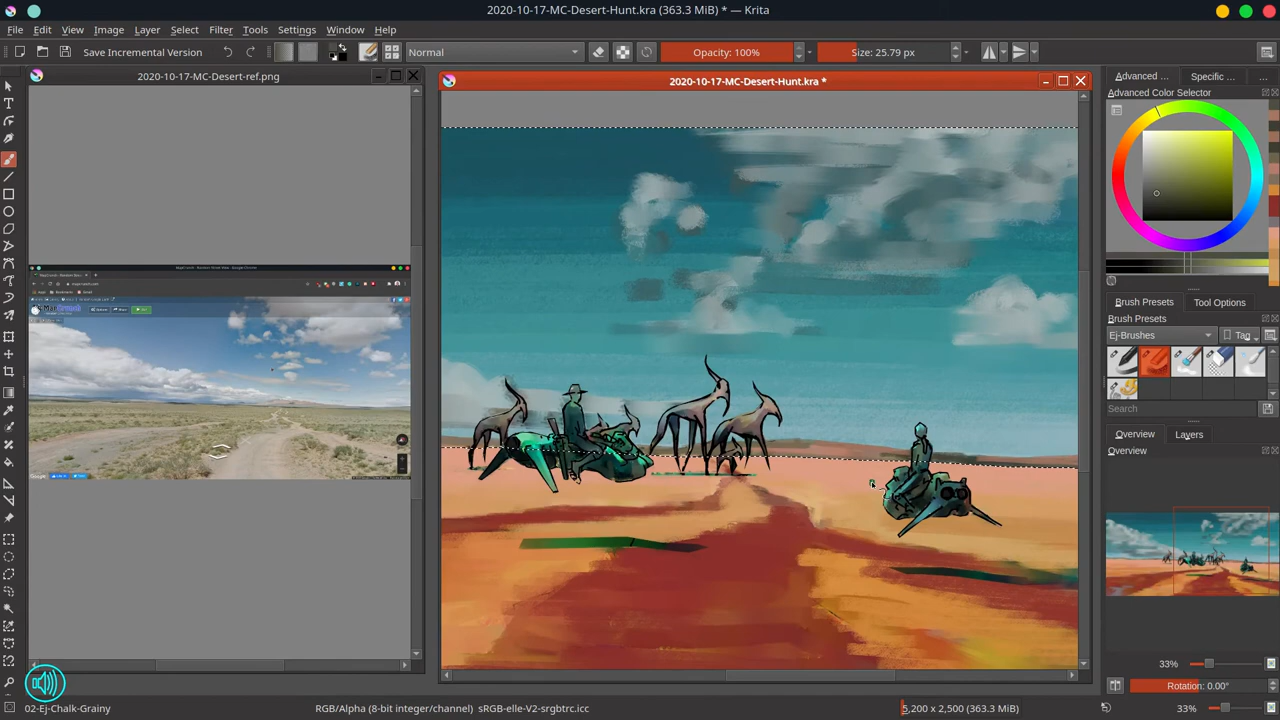 2020-10-17-MC-Desert-Hunt.kra (363.3 MiB) * — Krita
File Edit View Image Layer Select Filter Tools Settings Window Help
Save Incremental Version
Normal
Opacity: 100%
Size: 25.79 px
2020-10-17-MC-Desert-ref.png
2020-10-17-MC-Desert-Hunt.kra *
Advanced ...
Specific ...
...
Advanced Color Selector
Brush Presets
Tool Options
Brush Presets
Ej-Brushes
Tag
Search
Overview
Layers
Overview
33%
Rotation: 0.00°
02-Ej-Chalk-Grainy
RGB/Alpha (8-bit integer/channel) sRGB-elle-V2-srgbtrc.icc
5,200 x 2,500 (363.3 MiB)
33%